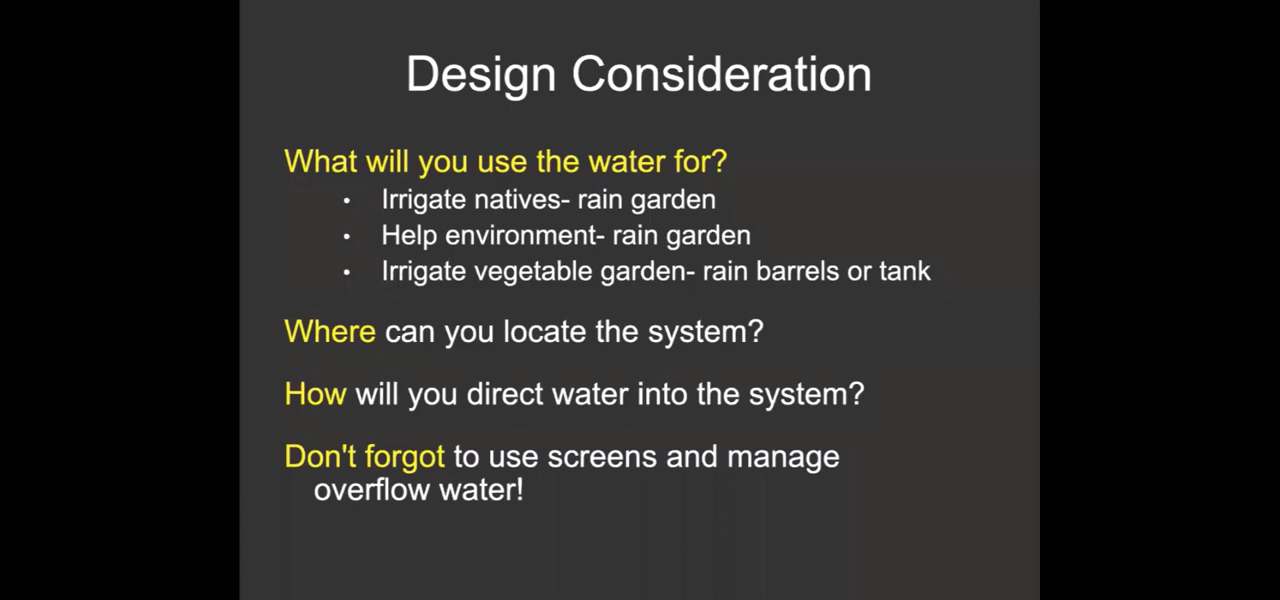 Design Consideration
What will you use the water for?
• Irrigate natives- rain garden
• Help environment- rain garden
• Irrigate vegetable garden- rain barrels or tank
Where can you locate the system?
How will you direct water into the system?
Don't forgot to use screens and manage
overflow water!